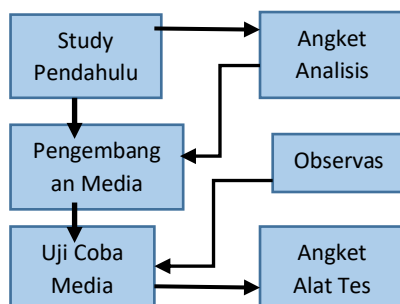 Study
Pendahulu
Angket
Analisis
Pengembang
an Media
Observas
Uji Coba
Media
Angket
Alat Tes